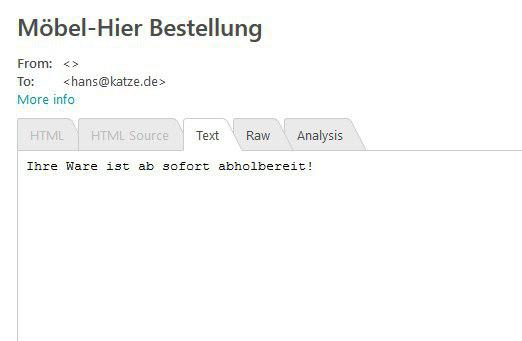 Möbel-Hier Bestellung
From: <>
To: <hans@katze.de>
More info
HTML HTML Source Text Raw Analysis
Ihre Ware ist ab sofort abholbereit!